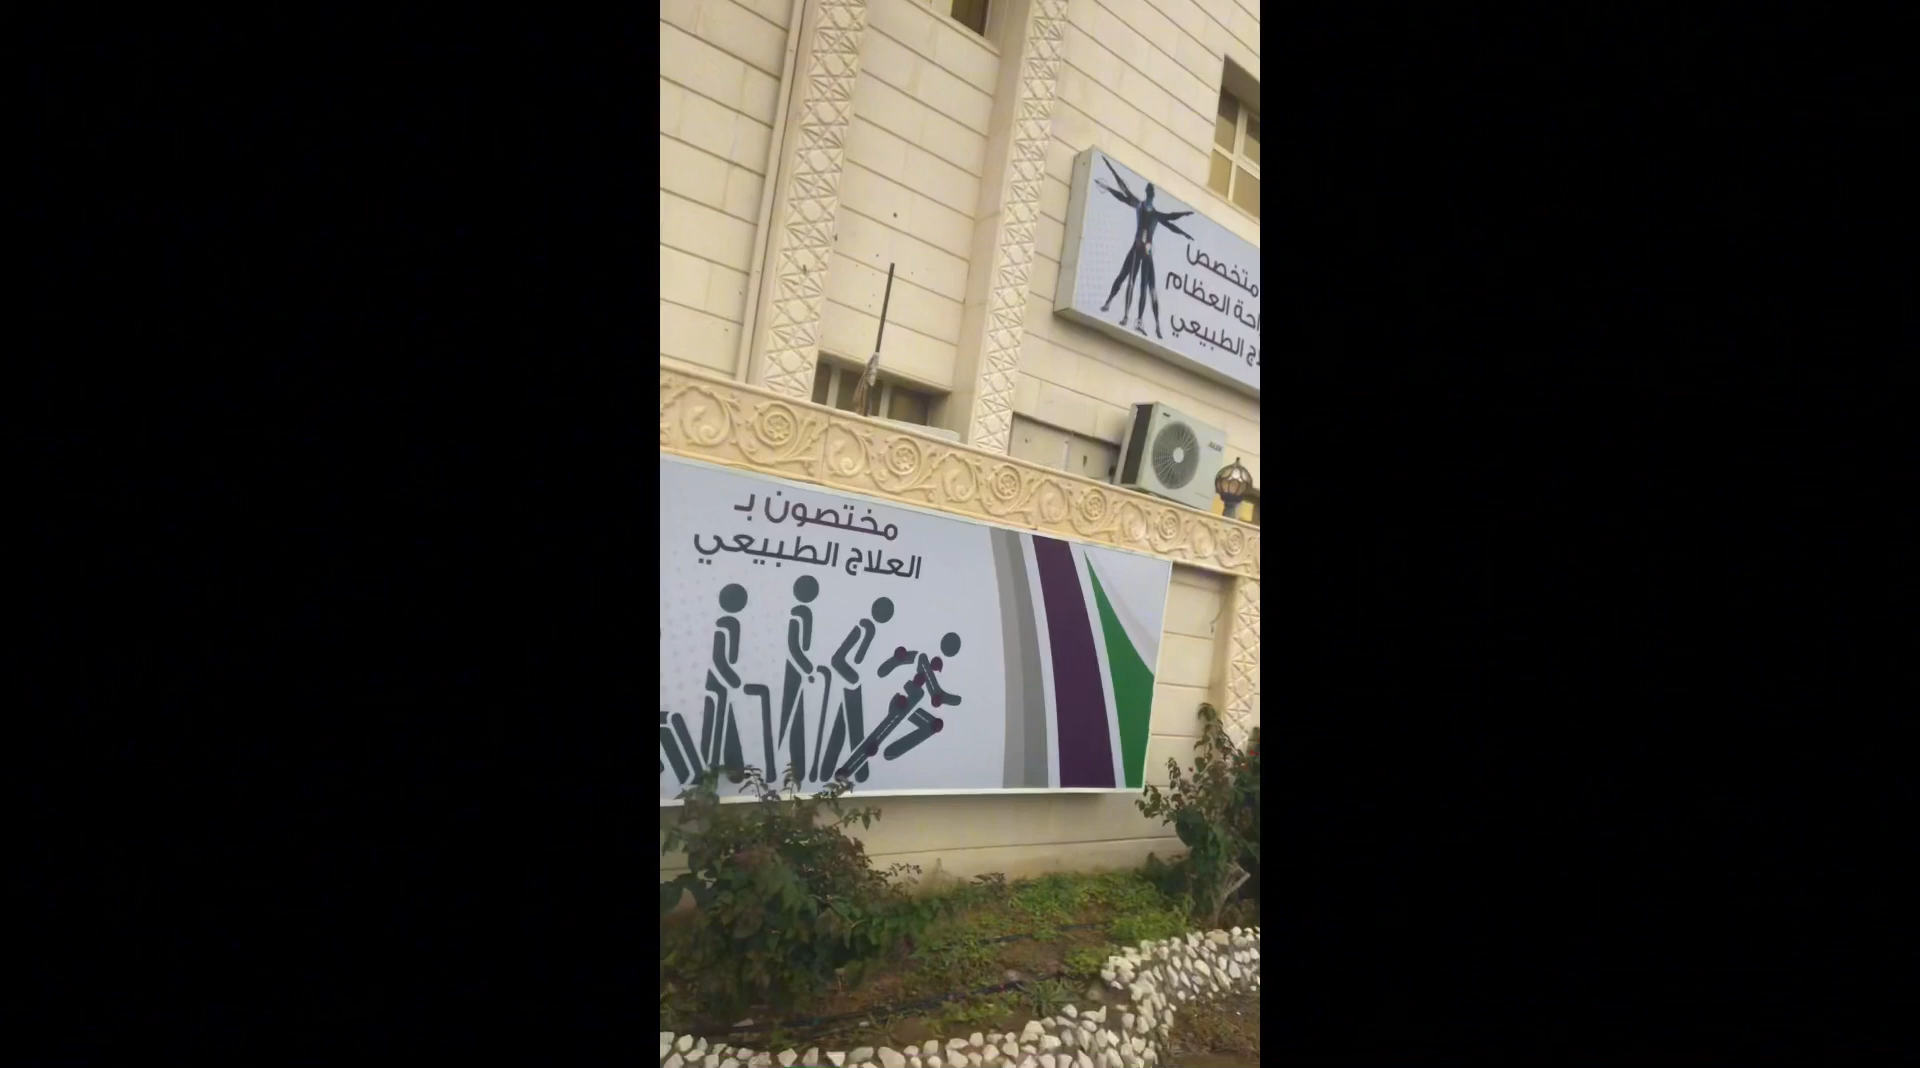 متخصص
العظام
الطبيعي
مختصون بـ
العلاج الطبيعي